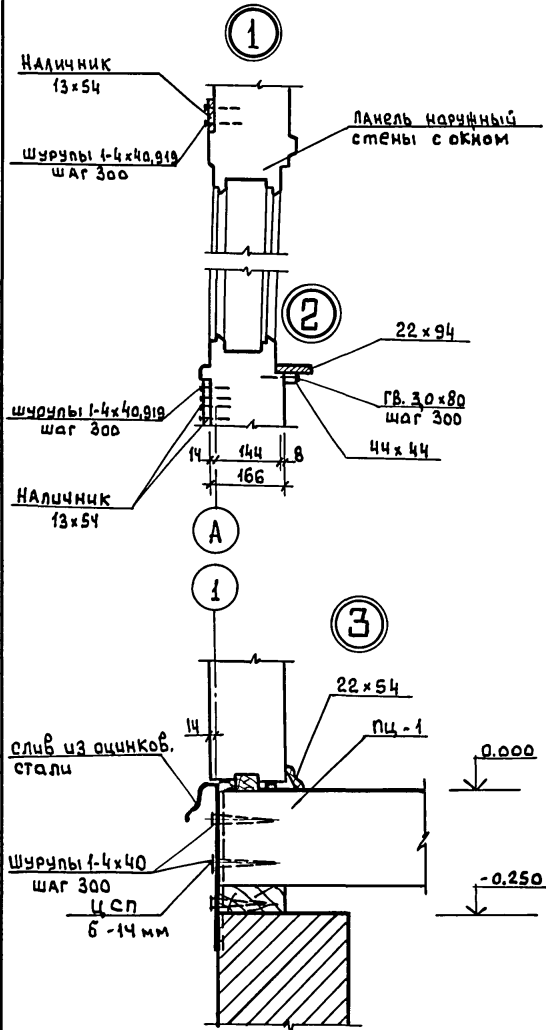 1
Наличник
13×54
Шурупы 1-4×40,919
шаг 300
Панель наружный
стены с окном
2
22×94
Шурупы 1-4×40,919
шаг 300
ГВ. 3,0×80
шаг 300
44×44
14 144 8
166
Наличник
13×54
А
1
3
22×54
14
ПЦ-1
слив из оцинков.
стали
0.000
Шурупы 1-4×40
шаг 300
ЦСП
б-14мм
-0.250